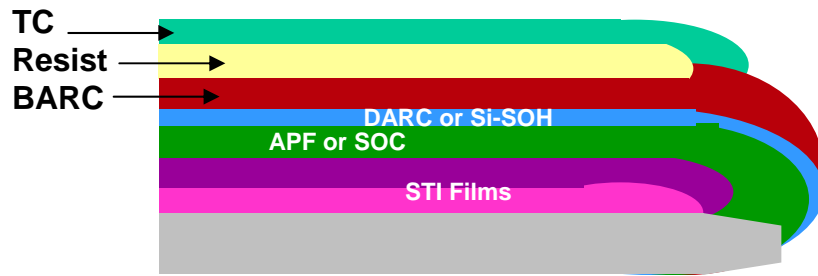 TC
Resist
BARC
DARC or Si-SOH
APF or SOC
STI Films